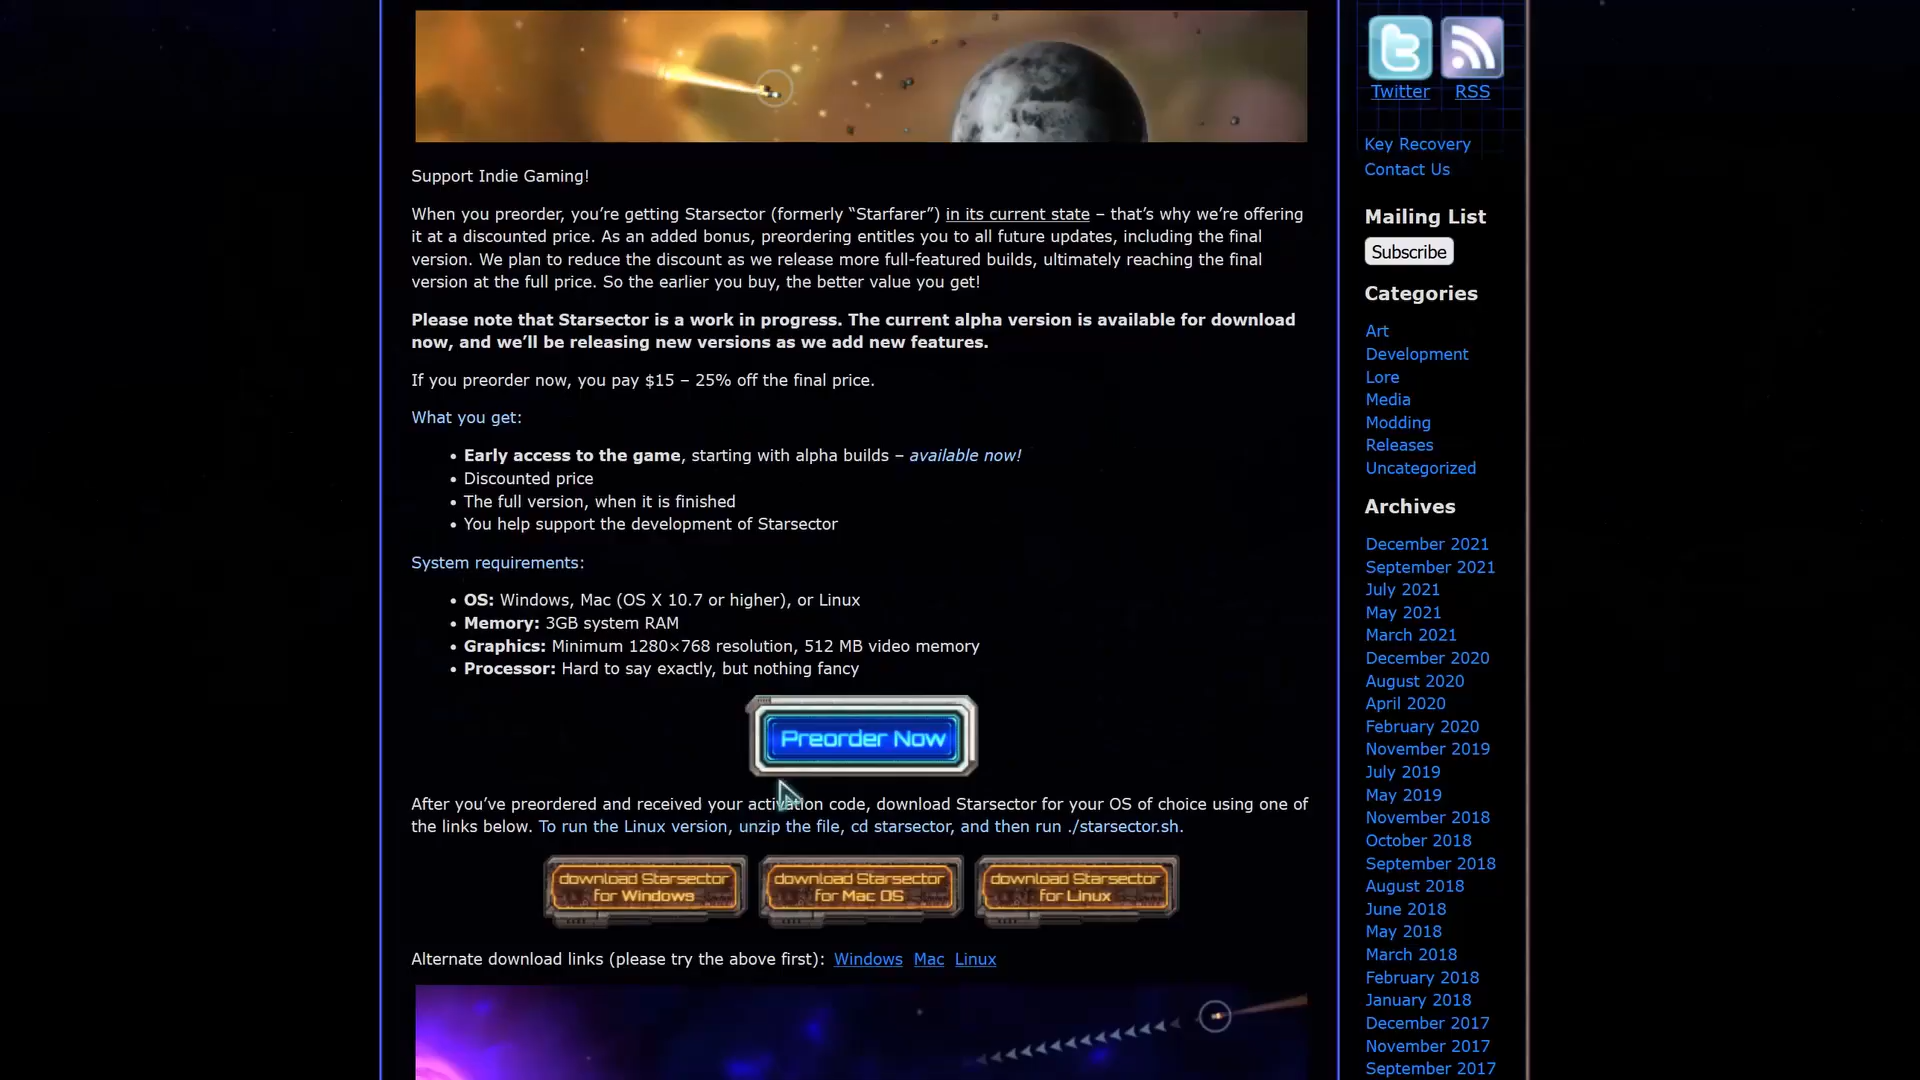 Support Indie Gaming!
When you preorder, you’re getting Starsector (formerly “Starfarer”) in its current state – that’s why we’re offering
it at a discounted price. As an added bonus, preordering entitles you to all future updates, including the final
version. We plan to reduce the discount as we release more full-featured builds, ultimately reaching the final
version at the full price. So the earlier you buy, the better value you get!
Please note that Starsector is a work in progress. The current alpha version is available for download
now, and we’ll be releasing new versions as we add new features.
If you preorder now, you pay $15 – 25% off the final price.
What you get:
• Early access to the game, starting with alpha builds – available now!
• Discounted price
• The full version, when it is finished
• You help support the development of Starsector
System requirements:
• OS: Windows, Mac (OS X 10.7 or higher), or Linux
• Memory: 3GB system RAM
• Graphics: Minimum 1280×768 resolution, 512 MB video memory
• Processor: Hard to say exactly, but nothing fancy
Preorder Now
After you’ve preordered and received your activation code, download Starsector for your OS of choice using one of
the links below. To run the Linux version, unzip the file, cd starsector, and then run ./starsector.sh.
download Starsector
for Windows
download Starsector
for Mac OS
download Starsector
for Linux
Alternate download links (please try the above first): Windows Mac Linux
Twitter RSS
Key Recovery
Contact Us
Mailing List
Subscribe
Categories
Art
Development
Lore
Media
Modding
Releases
Uncategorized
Archives
December 2021
September 2021
July 2021
May 2021
March 2021
December 2020
August 2020
April 2020
February 2020
November 2019
July 2019
May 2019
November 2018
October 2018
September 2018
August 2018
June 2018
May 2018
March 2018
February 2018
January 2018
December 2017
November 2017
September 2017